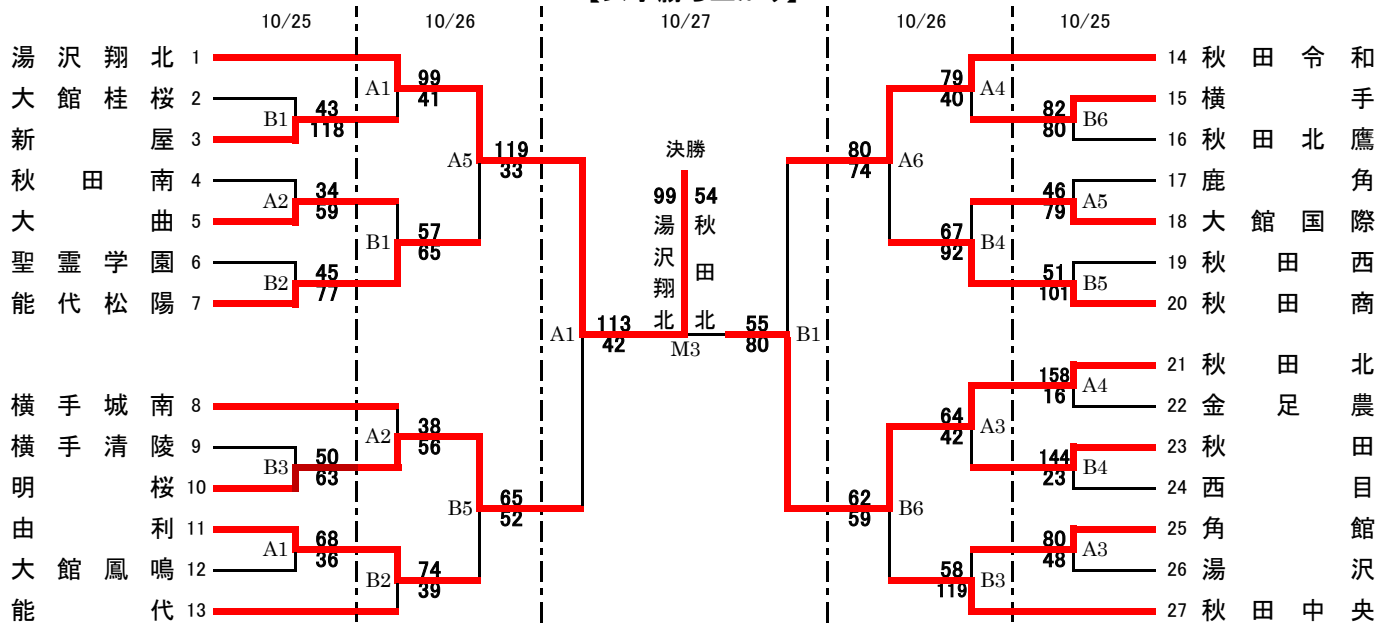 10/25 10/26 10/27 10/26 10/25
湯沢翔北 1
大館桂桜 2
新屋 3
秋田南 4
大曲 5
聖霊学園 6
能代松陽 7
横手城南 8
横手清陵 9
明桜 10
由利 11
大館鳳鳴 12
能代 13
B1 43
118
A2 34
59
B2 45
77
B3 50
63
A1 68
36
A1 99
41
B1 57
65
A2 38
56
B2 74
39
A5 119
33
B5 65
52
A1 113
42
決勝
99 54
湯沢翔北
秋田北
M3
55
80 B1
80
74 A6
62
59 B6
79
40 A4
67
92 B4
64
42 A3
58
119 B3
82
80 B6
46
79 A5
51
101 B5
158
16 A4
144
23 B4
80
48 A3
14 秋田令和
15 横手
16 秋田北鷹
17 鹿角
18 大館国際
19 秋田西
20 秋田商
21 秋田北
22 金足農
23 秋田
24 西目
25 角館
26 湯沢
27 秋田中央